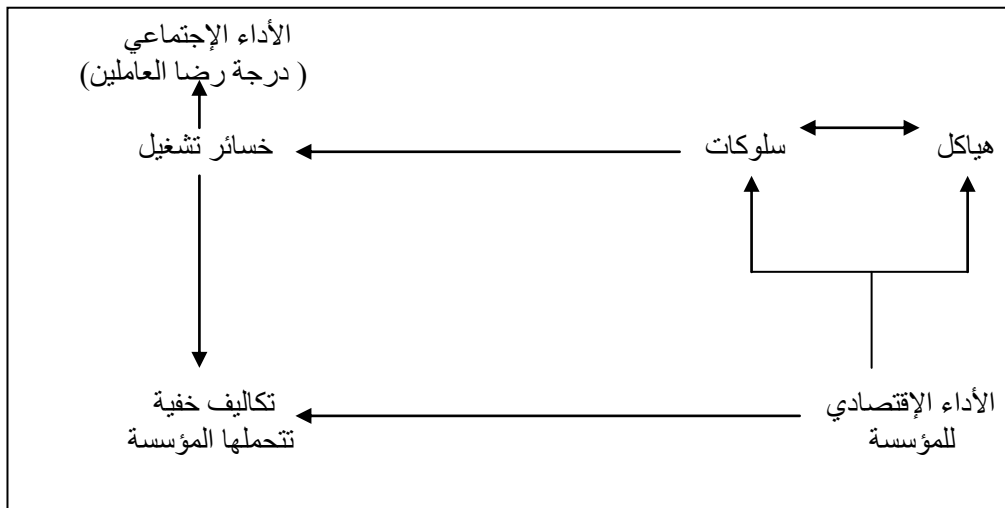 الأداء الإجتماعي
( درجة رضا العاملين)
هياكل
سلوكات
خسائر تشغيل
الأداء الإقتصادي
للمؤسسة
تكاليف خفية
تتحملها المؤسسة